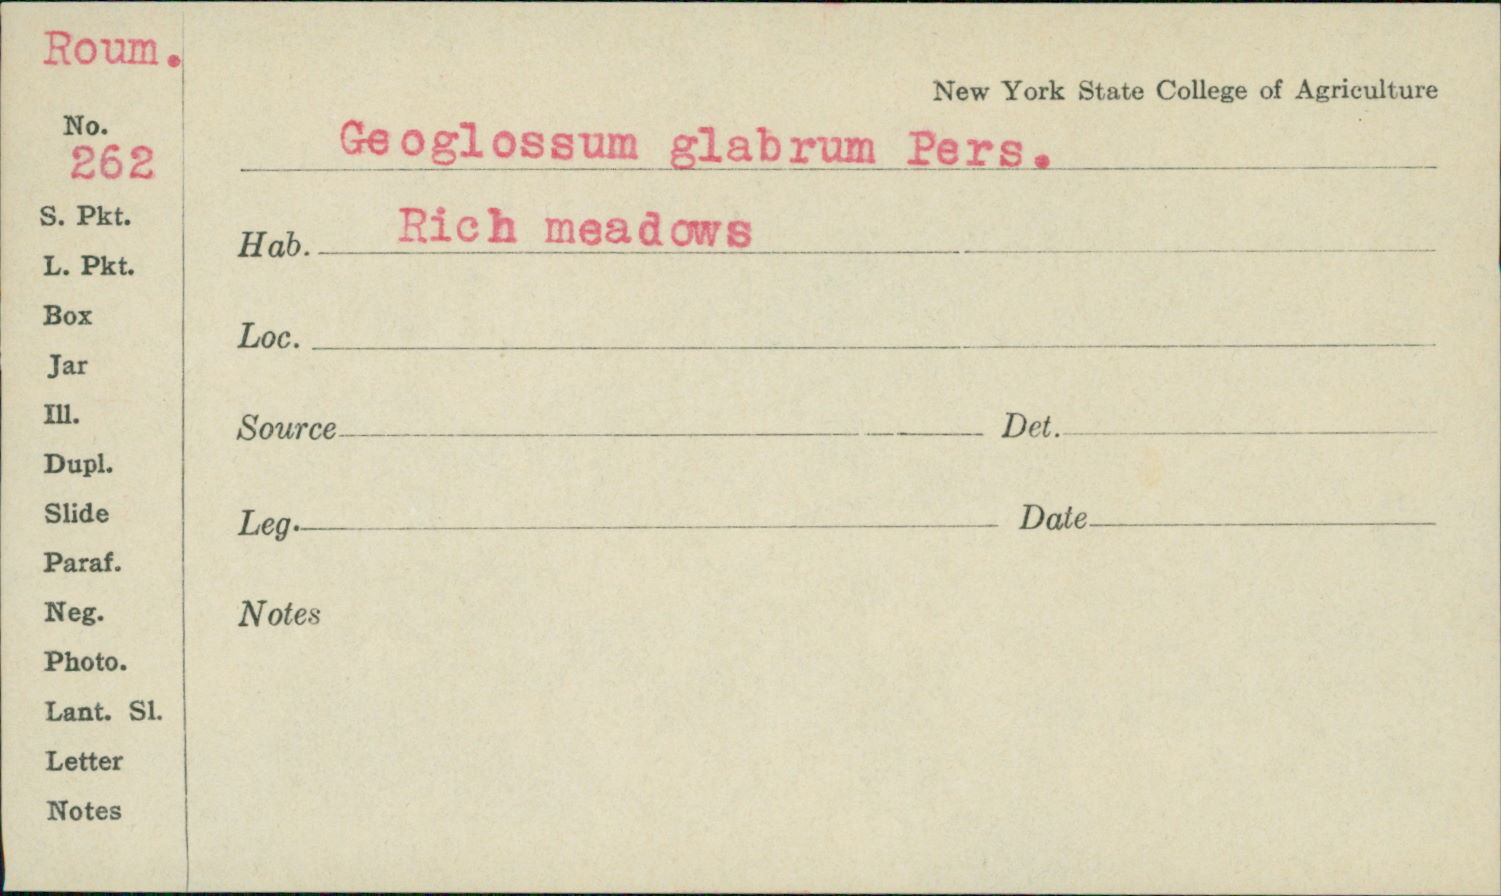 Roum.
New York State College of Agriculture
No.
262
Geoglossum glabrum Pers.
S. Pkt.
Hab. Rich meadows
L. Pkt.
Box
Loc.
Jar
Ill.
Source Det.
Dupl.
Slide
Leg. Date
Paraf.
Neg.
Notes
Photo.
Lant. Sl.
Letter
Notes